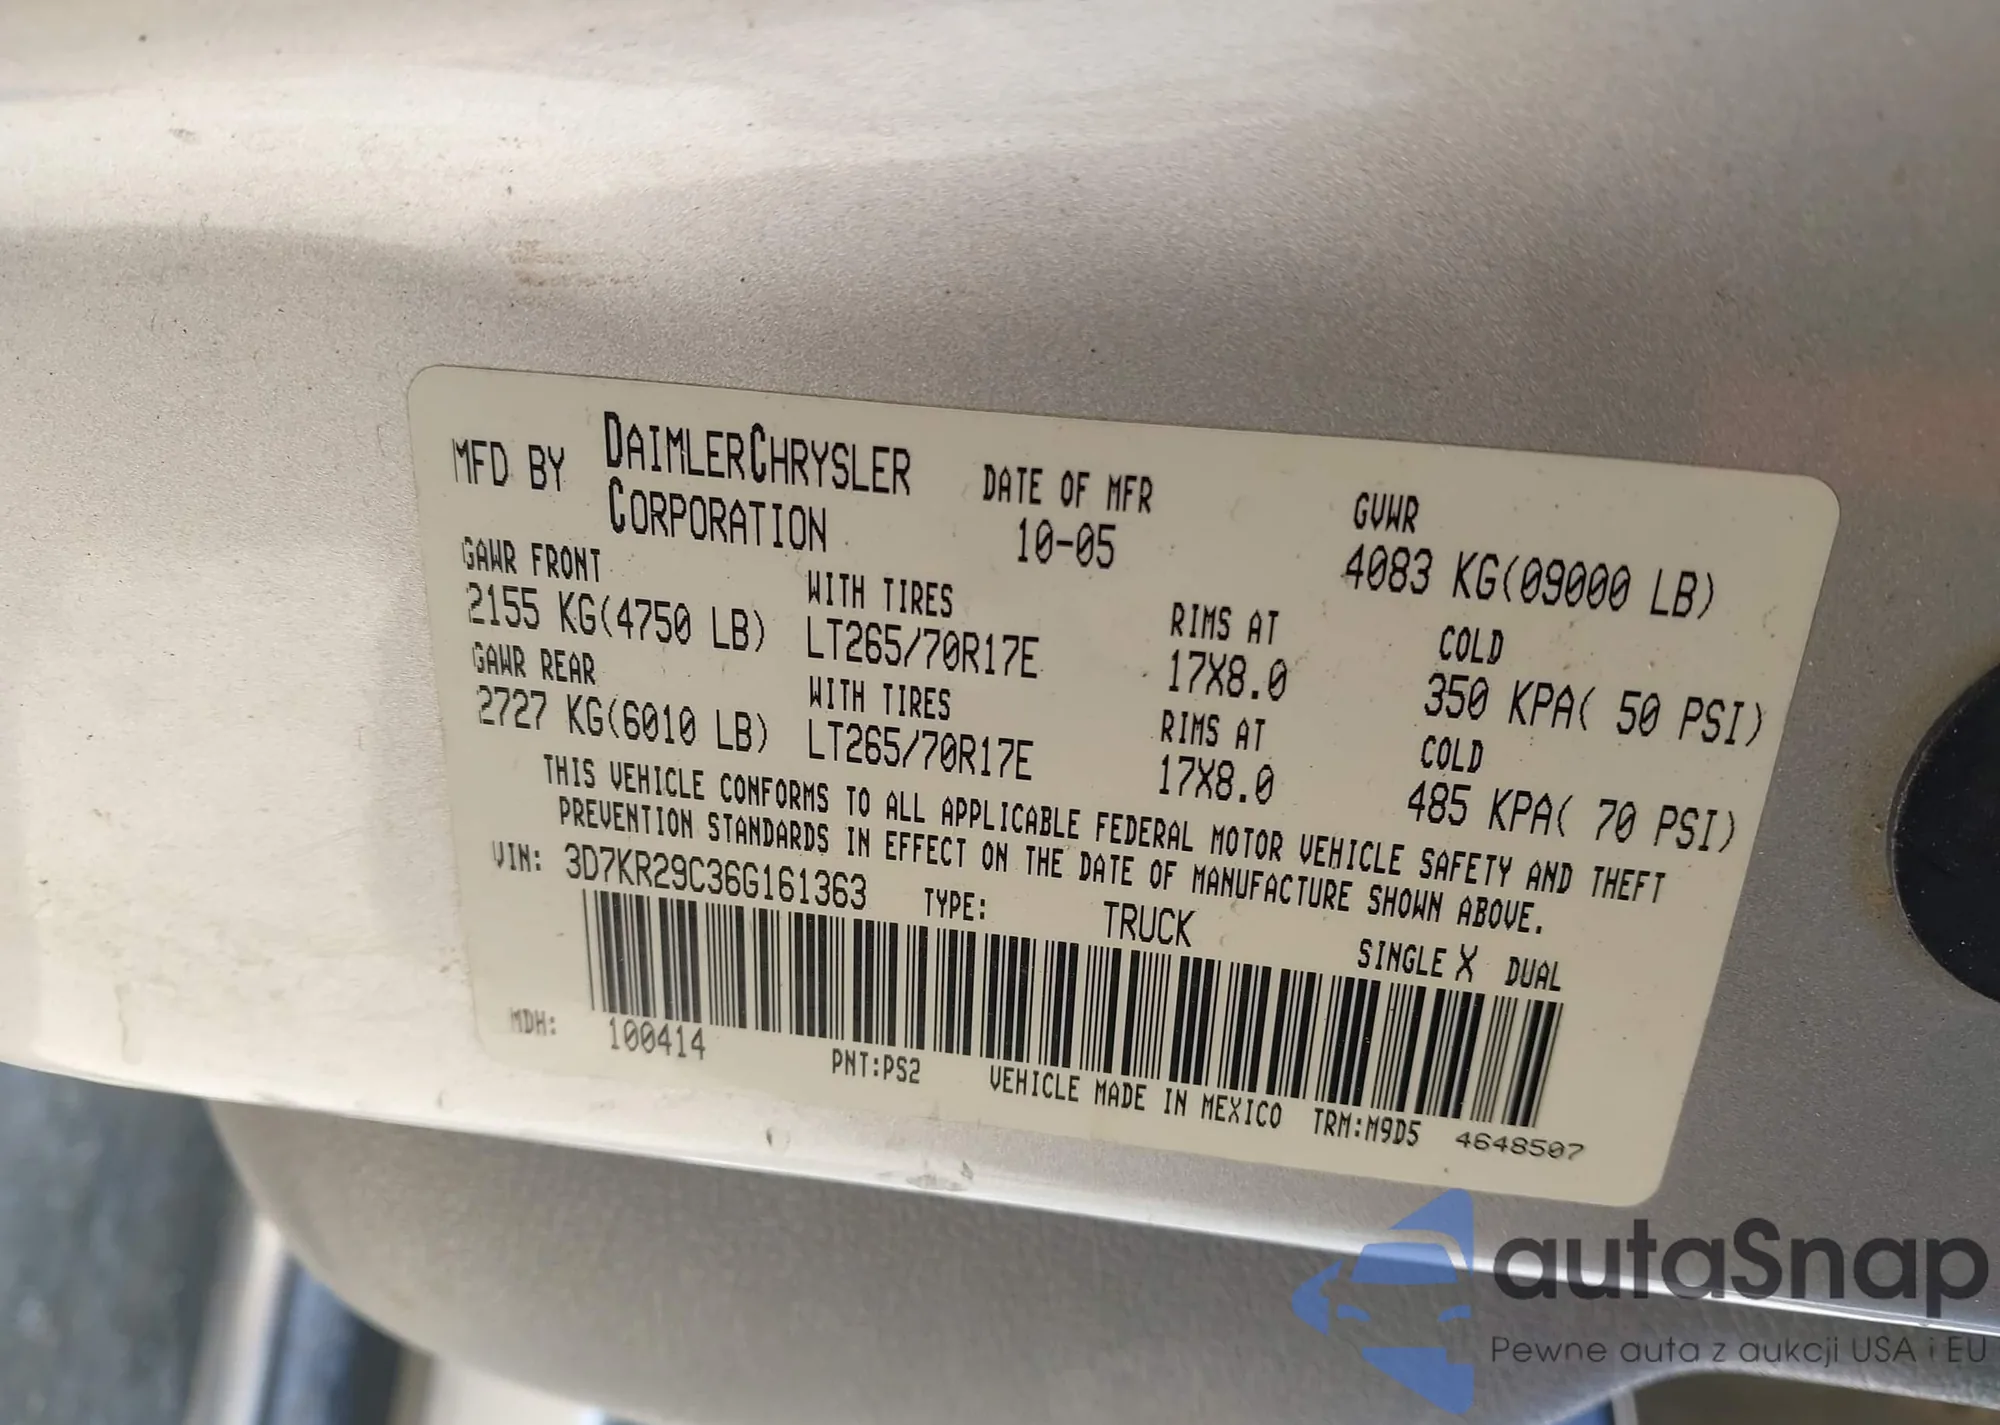 MFD BY DAIMLERCHRYSLER CORPORATION
DATE OF MFR 10-05
GVWR 4083 KG(09000 LB)
GAWR FRONT WITH TIRES RIMS AT COLD
2155 KG(4750 LB) LT265/70R17E 17X8.0 350 KPA( 50 PSI)
GAWR REAR WITH TIRES RIMS AT COLD
2727 KG(6010 LB) LT265/70R17E 17X8.0 485 KPA( 70 PSI)
THIS VEHICLE CONFORMS TO ALL APPLICABLE FEDERAL MOTOR VEHICLE SAFETY AND THEFT
PREVENTION STANDARDS IN EFFECT ON THE DATE OF MANUFACTURE SHOWN ABOVE.
VIN: 3D7KR29C36G161363 TYPE: TRUCK SINGLE X DUAL
MDH: 100414 PNT:PS2 VEHICLE MADE IN MEXICO TRM:M9D5 4648507
autaSnap
Pewne auta z aukcji USA i EU